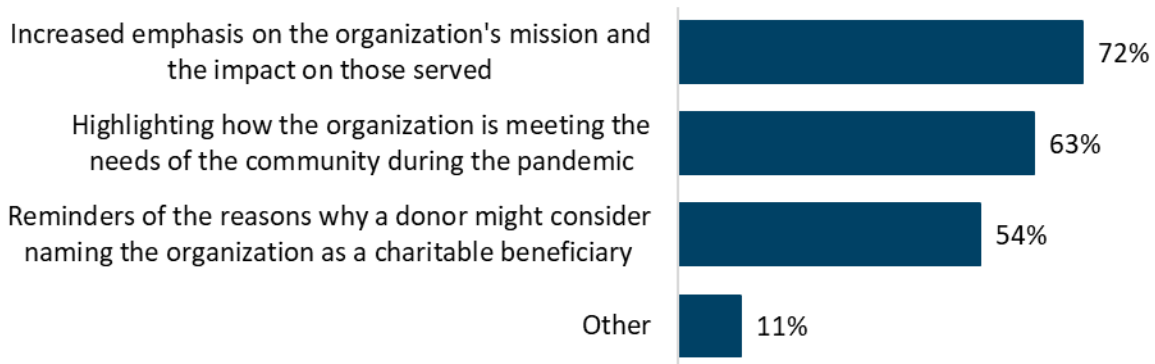 Increased emphasis on the organization's mission and
the impact on those served
72%
Highlighting how the organization is meeting the
needs of the community during the pandemic
63%
Reminders of the reasons why a donor might consider
naming the organization as a charitable beneficiary
54%
Other
11%